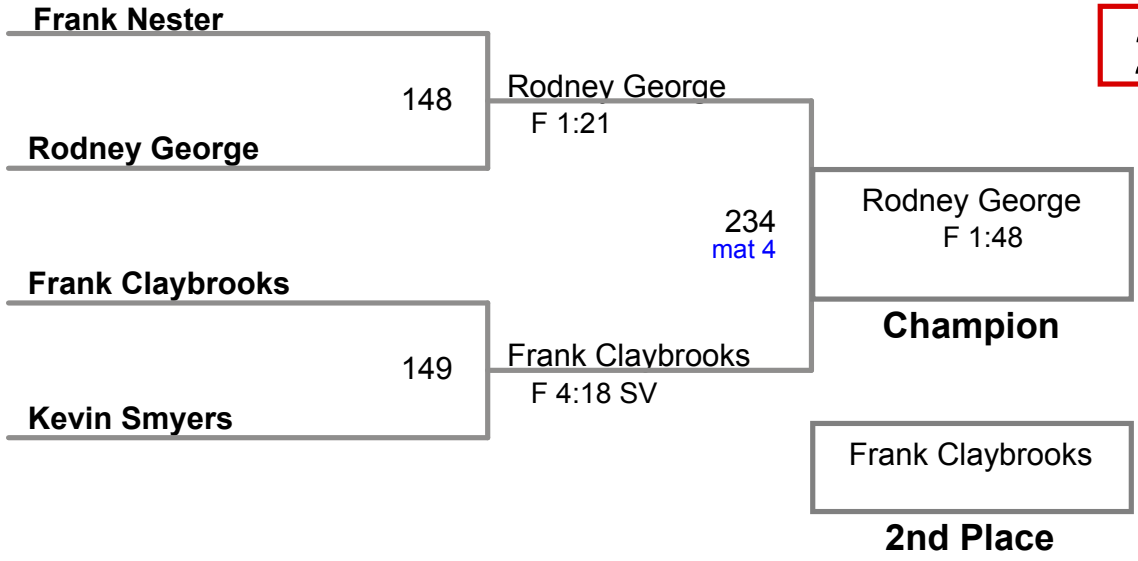 Frank Nester
148
Rodney George
F 1:21
Rodney George
234
mat 4
Rodney George
F 1:48
Champion
Frank Claybrooks
149
Frank Claybrooks
F 4:18 SV
Kevin Smyers
Frank Claybrooks
2nd Place